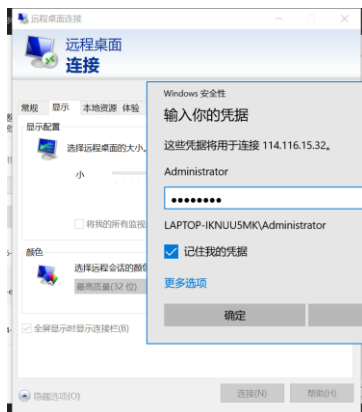 远程桌面连接
远程桌面
连接
常规 显示 本地资源 体验
显示配置
选择远程桌面的大小。
小
将我的所有监视
颜色
选择远程会话的颜
最高质量(32 位)
全屏显示时显示连接栏(B)
隐藏选项(O)
连接(N)
帮助(H)
Windows 安全性
输入你的凭据
这些凭据将用于连接 114.116.15.32。
Administrator
••••••••
LAPTOP-IKNUU5MK\Administrator
记住我的凭据
更多选项
确定